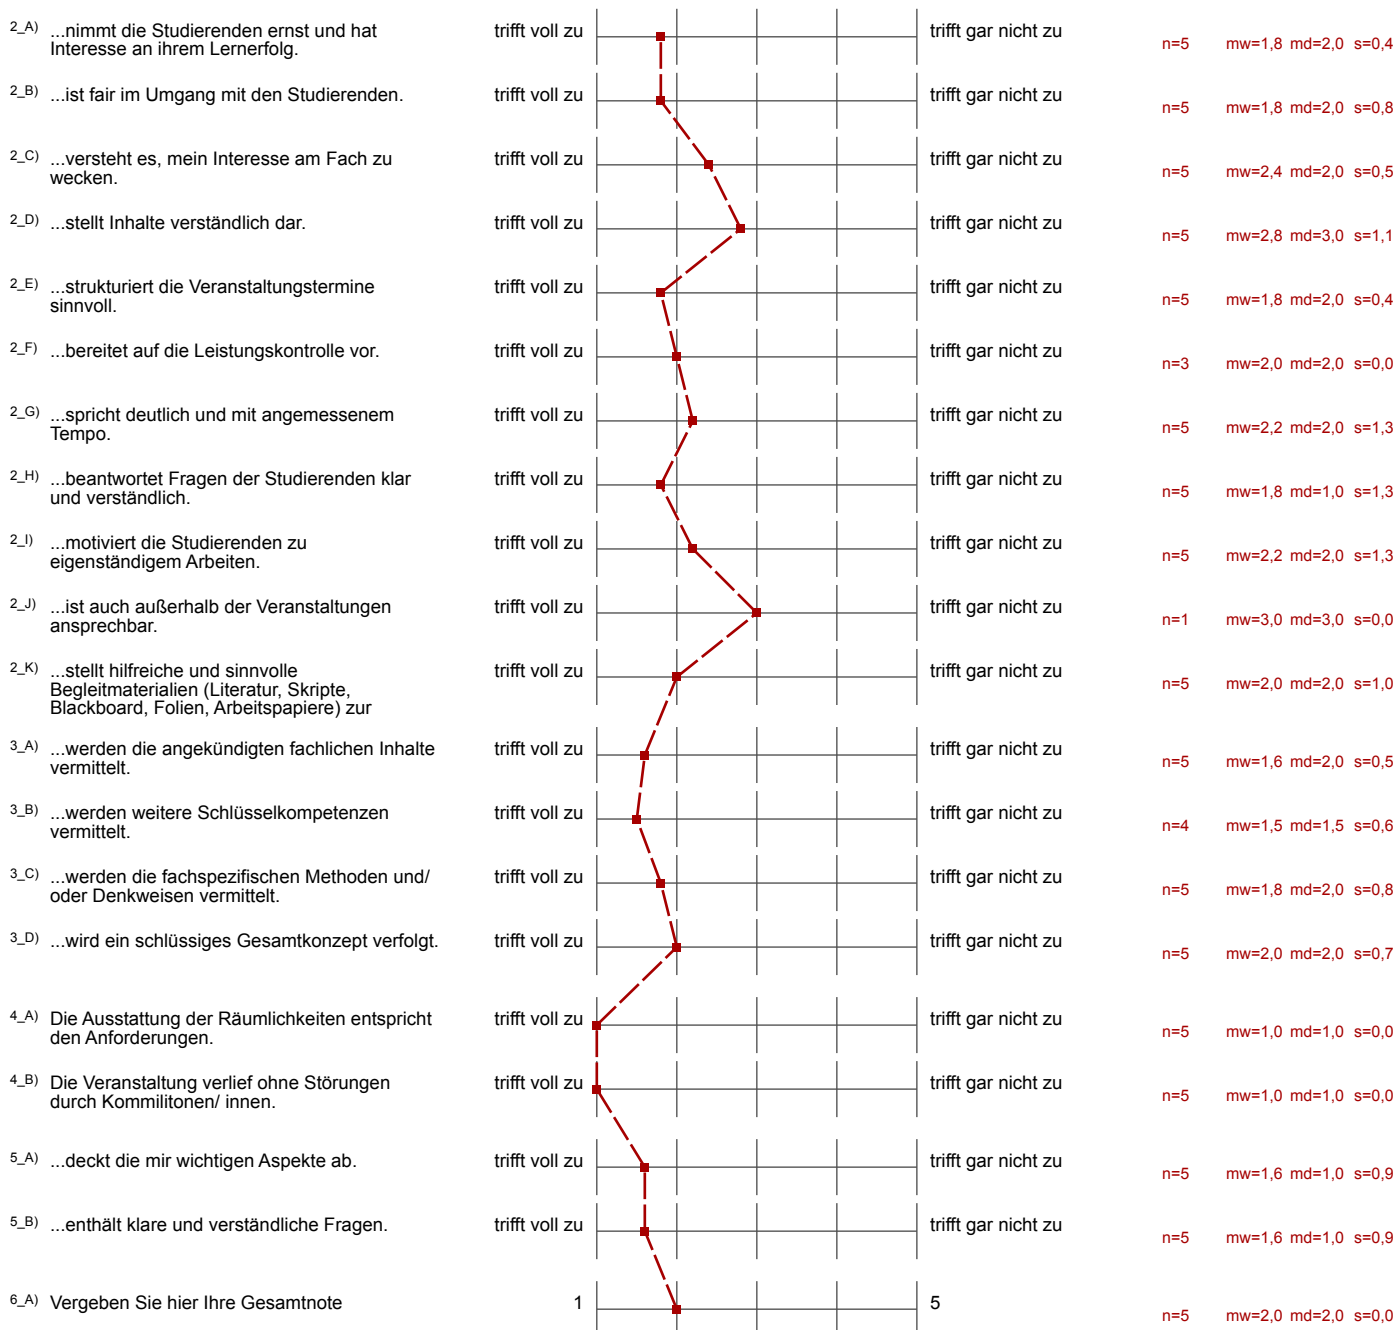 2_A) ...nimmt die Studierenden ernst und hat trifft voll zu trifft gar nicht zu n=5 mw=1,8 md=2,0 s=0,4
Interesse an ihrem Lernerfolg.
2_B) ...ist fair im Umgang mit den Studierenden. trifft voll zu trifft gar nicht zu n=5 mw=1,8 md=2,0 s=0,8
2_C) ...versteht es, mein Interesse am Fach zu trifft voll zu trifft gar nicht zu n=5 mw=2,4 md=2,0 s=0,5
wecken.
2_D) ...stellt Inhalte verständlich dar. trifft voll zu trifft gar nicht zu n=5 mw=2,8 md=3,0 s=1,1
2_E) ...strukturiert die Veranstaltungstermine trifft voll zu trifft gar nicht zu n=5 mw=1,8 md=2,0 s=0,4
sinnvoll.
2_F) ...bereitet auf die Leistungskontrolle vor. trifft voll zu trifft gar nicht zu n=3 mw=2,0 md=2,0 s=0,0
2_G) ...spricht deutlich und mit angemessenem trifft voll zu trifft gar nicht zu n=5 mw=2,2 md=2,0 s=1,3
Tempo.
2_H) ...beantwortet Fragen der Studierenden klar trifft voll zu trifft gar nicht zu n=5 mw=1,8 md=1,0 s=1,3
und verständlich.
2_I) ...motiviert die Studierenden zu trifft voll zu trifft gar nicht zu n=5 mw=2,2 md=2,0 s=1,3
eigenständigem Arbeiten.
2_J) ...ist auch außerhalb der Veranstaltungen trifft voll zu trifft gar nicht zu n=1 mw=3,0 md=3,0 s=0,0
ansprechbar.
2_K) ...stellt hilfreiche und sinnvolle trifft voll zu trifft gar nicht zu n=5 mw=2,0 md=2,0 s=1,0
Begleitmaterialien (Literatur, Skripte,
Blackboard, Folien, Arbeitspapiere) zur
3_A) ...werden die angekündigten fachlichen Inhalte trifft voll zu trifft gar nicht zu n=5 mw=1,6 md=2,0 s=0,5
vermittelt.
3_B) ...werden weitere Schlüsselkompetenzen trifft voll zu trifft gar nicht zu n=4 mw=1,5 md=1,5 s=0,6
vermittelt.
3_C) ...werden die fachspezifischen Methoden und/ trifft voll zu trifft gar nicht zu n=5 mw=1,8 md=2,0 s=0,8
oder Denkweisen vermittelt.
3_D) ...wird ein schlüssiges Gesamtkonzept verfolgt. trifft voll zu trifft gar nicht zu n=5 mw=2,0 md=2,0 s=0,7
4_A) Die Ausstattung der Räumlichkeiten entspricht trifft voll zu trifft gar nicht zu n=5 mw=1,0 md=1,0 s=0,0
den Anforderungen.
4_B) Die Veranstaltung verlief ohne Störungen trifft voll zu trifft gar nicht zu n=5 mw=1,0 md=1,0 s=0,0
durch Kommilitonen/ innen.
5_A) ...deckt die mir wichtigen Aspekte ab. trifft voll zu trifft gar nicht zu n=5 mw=1,6 md=1,0 s=0,9
5_B) ...enthält klare und verständliche Fragen. trifft voll zu trifft gar nicht zu n=5 mw=1,6 md=1,0 s=0,9
6_A) Vergeben Sie hier Ihre Gesamtnote 1 5 n=5 mw=2,0 md=2,0 s=0,0